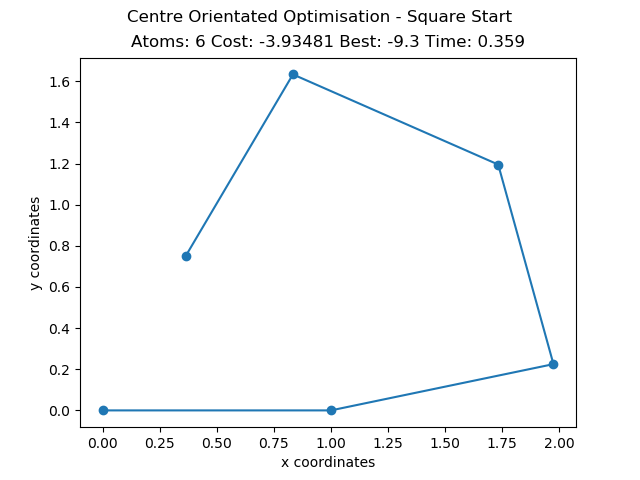 Centre Orientated Optimisation - Square Start
Atoms: 6 Cost: -3.93481 Best: -9.3 Time: 0.359
1.6
1.4
1.2
1.0
0.8
0.6
0.4
0.2
0.0
y coordinates
0.00 0.25 0.50 0.75 1.00 1.25 1.50 1.75 2.00
x coordinates